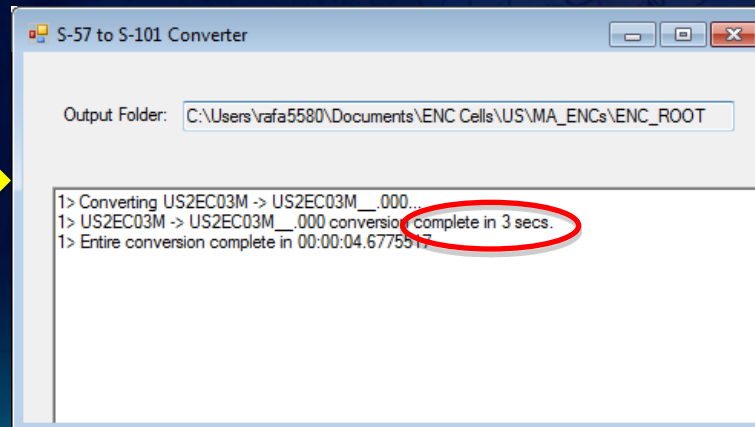 S-57 to S-101 Converter
Output Folder: C:\Users\rafa5580\Documents\ENC Cells\US\MA_ENCs\ENC_ROOT
1> Converting US2EC03M -> US2EC03M__.000...
1> US2EC03M -> US2EC03M__.000 conversion complete in 3 secs.
1> Entire conversion complete in 00:00:04.6775517